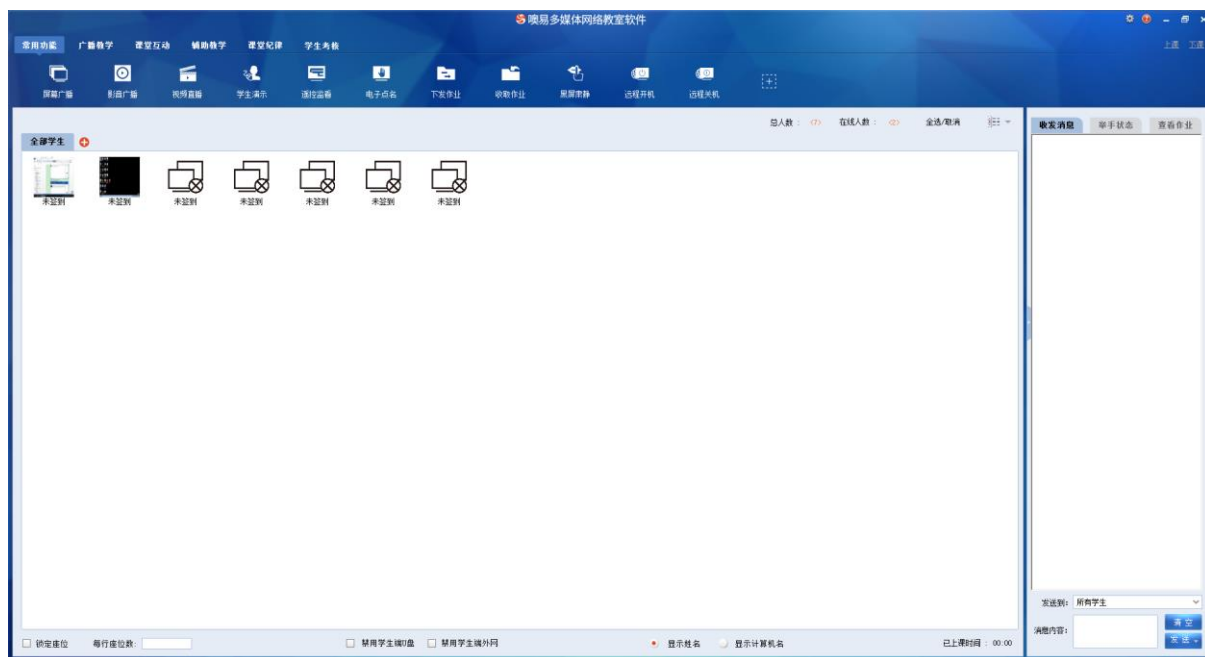 噢易多媒体网络教室软件
常用功能 广播教学 课堂互动 辅助教学 课堂纪律 学生考核
上课 下课
屏幕广播 影音广播 视频直播 学生演示 遥控监看 电子点名 下发作业 收取作业 黑屏肃静 远程开机 远程关机
总人数 : (7) 在线人数 : (2) 全选/取消
收发消息 举手状态 查看作业
全部学生
未签到 未签到 未签到 未签到 未签到 未签到 未签到
发送到: 所有学生
消息内容:
清空
发送
锁定座位 每行座位数: 禁用学生端U盘 禁用学生端外网 显示姓名 显示计算机名 已上课时间 : 00:00